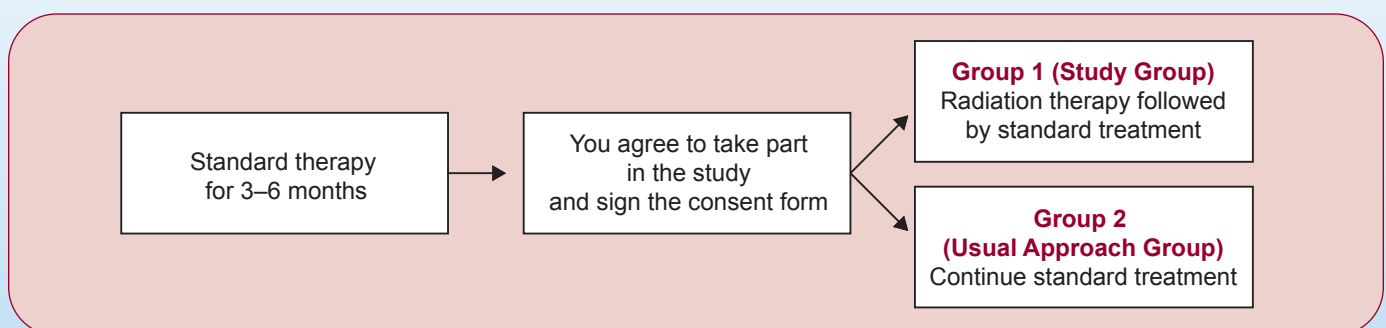 Standard therapy
for 3–6 months
You agree to take part
in the study
and sign the consent form
Group 1 (Study Group)
Radiation therapy followed
by standard treatment
Group 2
(Usual Approach Group)
Continue standard treatment